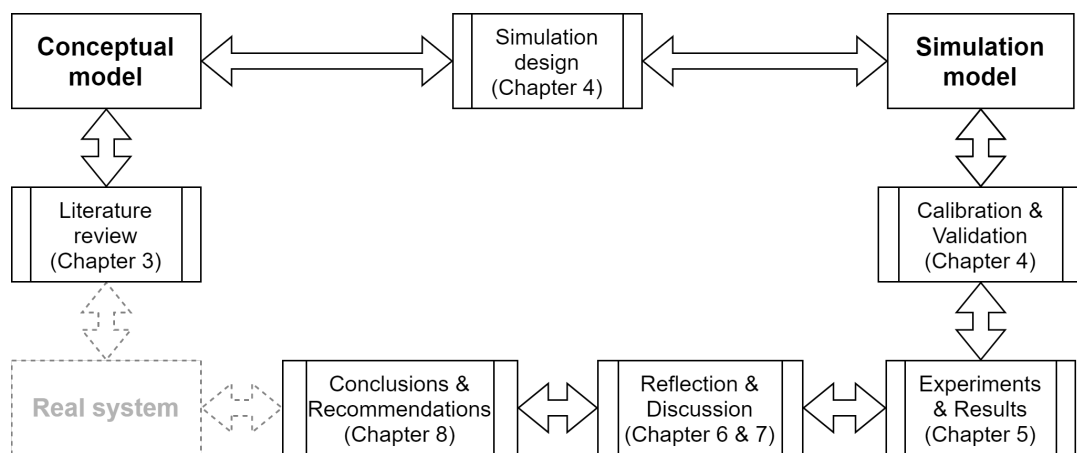 Conceptual
model
Simulation
design
(Chapter 4)
Simulation
model
Literature
review
(Chapter 3)
Calibration &
Validation
(Chapter 4)
Real system
Conclusions &
Recommendations
(Chapter 8)
Reflection &
Discussion
(Chapter 6 & 7)
Experiments
& Results
(Chapter 5)